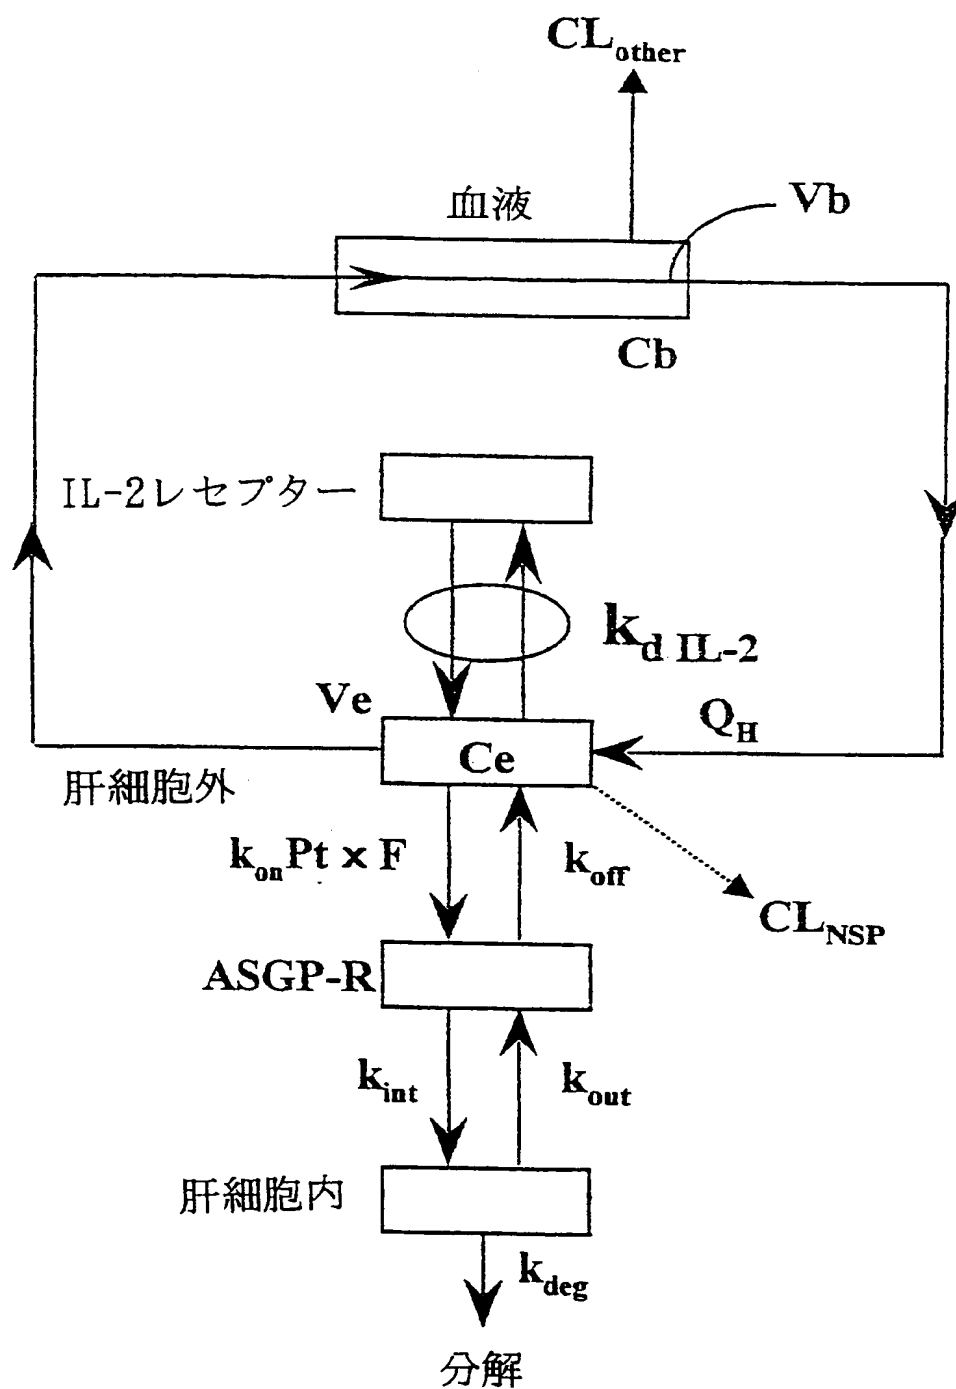 CLother
血液
Vb
Cb
IL-2レセプター
kd IL-2
Ve
QH
Ce
肝細胞外
konPt x F
koff
CLNSP
ASGP-R
kint
kout
肝細胞内
kdeg
分解